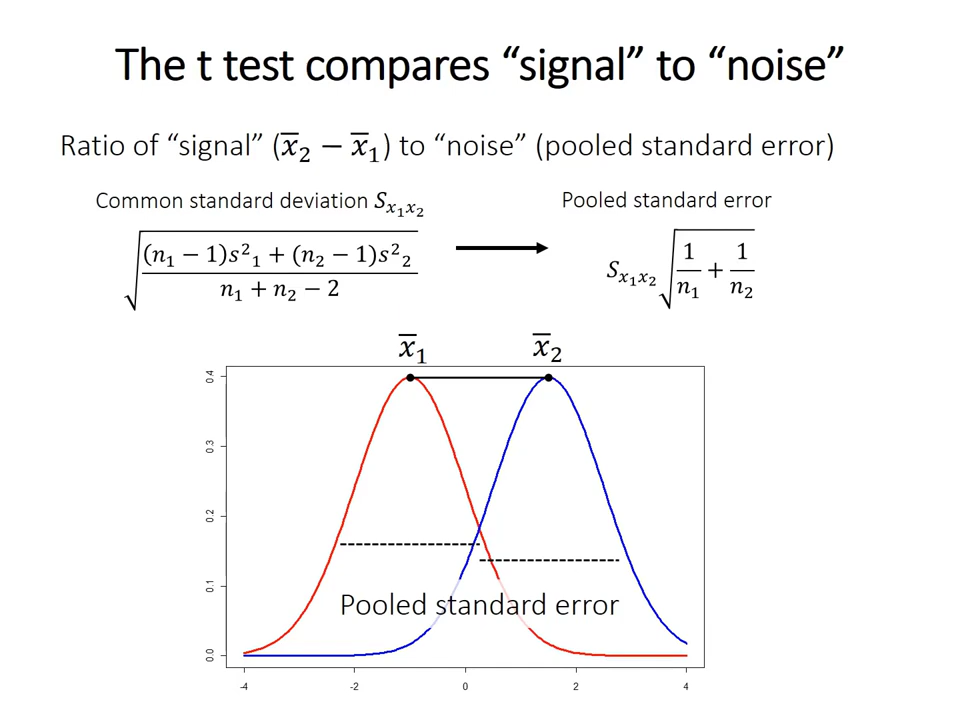 The t test compares “signal” to “noise”
Ratio of “signal” (x̅₂ − x̅₁) to “noise” (pooled standard error)
Common standard deviation Sₓ₁ₓ₂
Pooled standard error
√(((n₁ − 1)s²₁ + (n₂ − 1)s²₂) / (n₁ + n₂ − 2))
Sₓ₁ₓ₂ √(1/n₁ + 1/n₂)
x̅₁ x̅₂
0.4
0.3
0.2
0.1
0.0
Pooled standard error
-4 -2 0 2 4